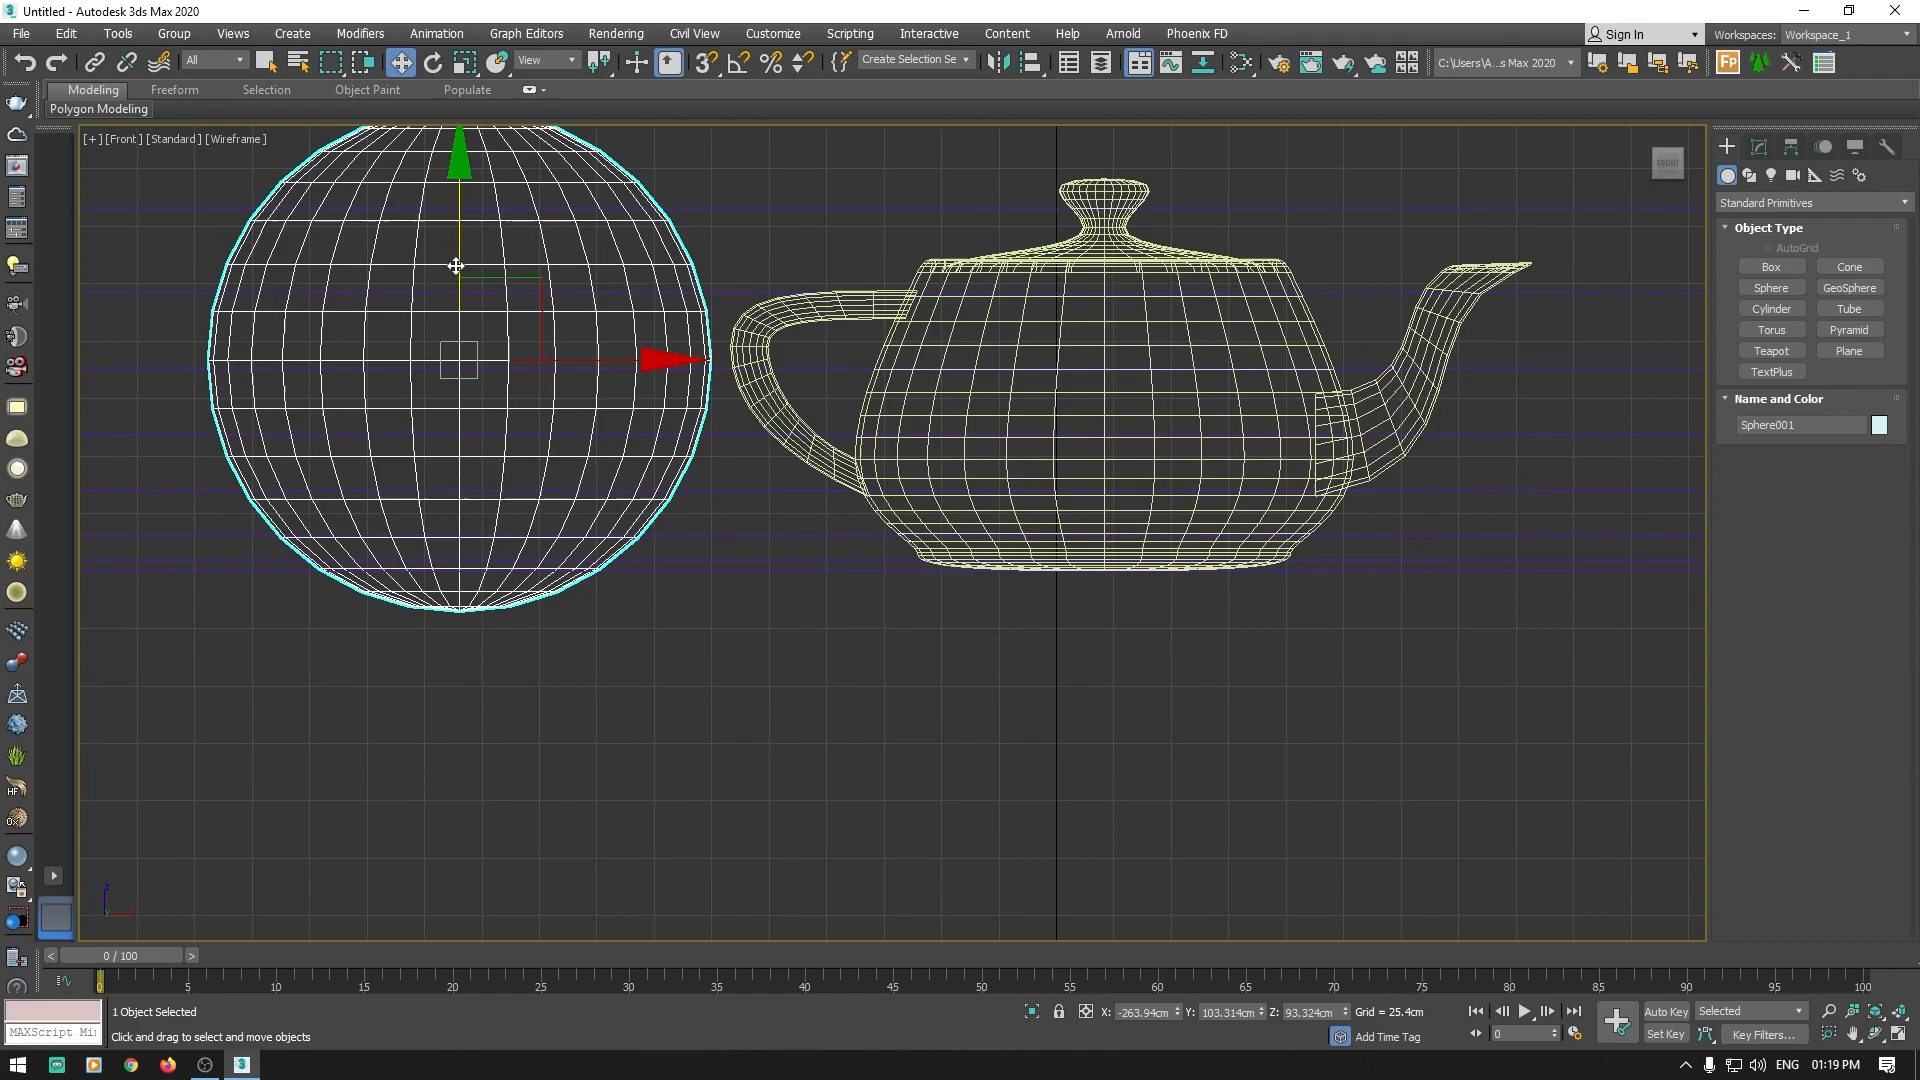 Untitled - Autodesk 3ds Max 2020
File Edit Tools Group Views Create Modifiers Animation Graph Editors Rendering Civil View Customize Scripting Interactive Content Help Arnold Phoenix FD Sign In Workspaces: Workspace_1
All View Create Selection Se C:\Users\A...s Max 2020
Modeling Freeform Selection Object Paint Populate
Polygon Modeling
[+] [Front] [Standard] [Wireframe]
FRONT
Standard Primitives
Object Type
AutoGrid
Box Cone
Sphere GeoSphere
Cylinder Tube
Torus Pyramid
Teapot Plane
TextPlus
Name and Color
Sphere001
z
y
< 0 / 100 >
0 5 10 15 20 25 30 35 40 45 50 55 60 65 70 75 80 85 90 95 100
1 Object Selected X: -263.94cm Y: 103.314cm Z: 93.324cm Grid = 25.4cm Auto Key Selected
MAXScript Mi Click and drag to select and move objects Add Time Tag 0 Set Key Key Filters...
ENG 01:19 PM